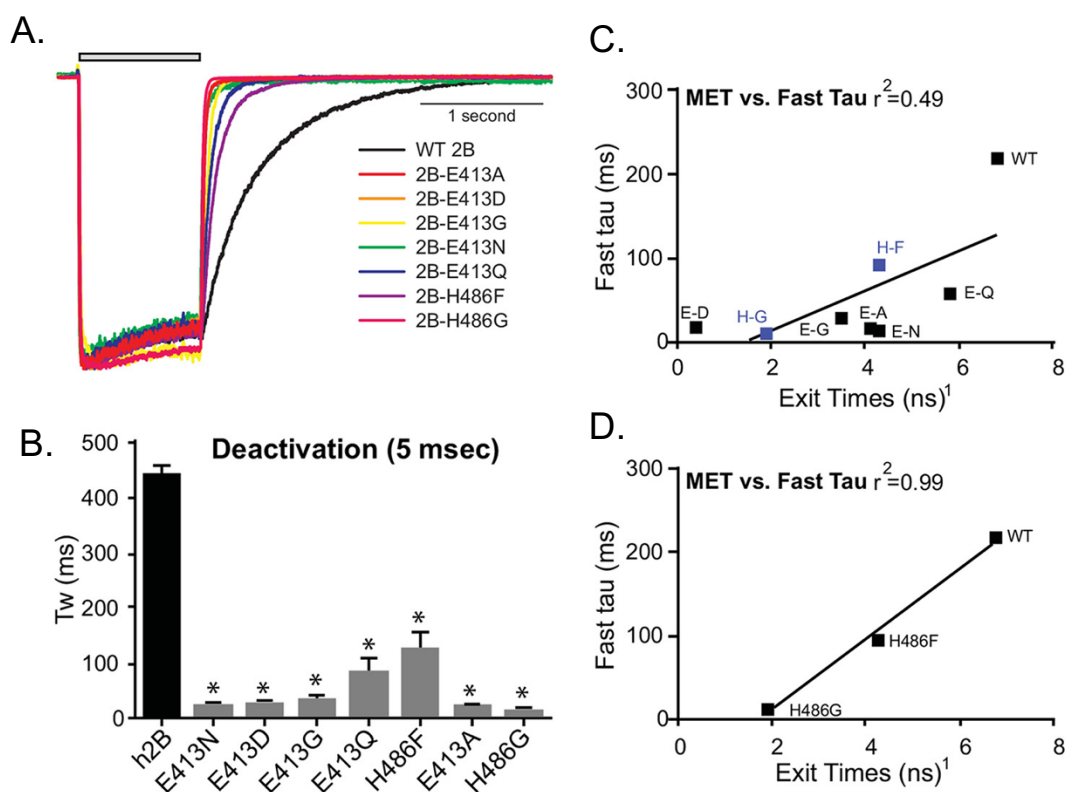 A.
1 second
WT 2B
2B-E413A
2B-E413D
2B-E413G
2B-E413N
2B-E413Q
2B-H486F
2B-H486G
B.
Deactivation (5 msec)
Tw (ms)
500
400
300
200
100
0
* * * * * * *
h2B
E413N
E413D
E413G
E413Q
H486F
E413A
H486G
C.
MET vs. Fast Tau r²=0.49
Fast tau (ms)
300
200
100
0
WT
H-F
E-Q
E-D
H-G
E-G
E-A
E-N
0 2 4 6 8
Exit Times (ns)¹
D.
MET vs. Fast Tau r²=0.99
Fast tau (ms)
300
200
100
0
WT
H486F
H486G
0 2 4 6 8
Exit Times (ns)¹